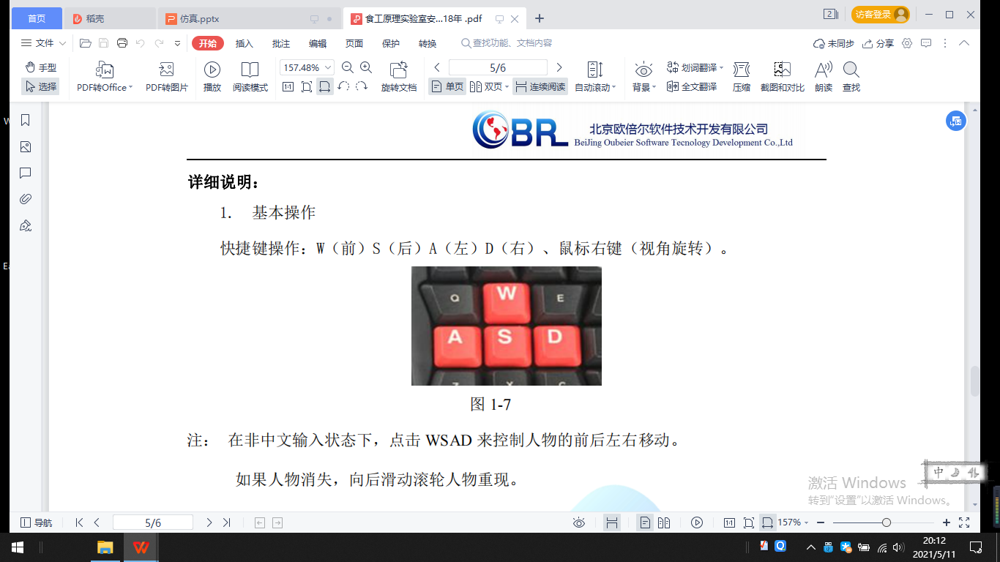 首页
稻壳
仿真.pptx
食工原理实验室安...18年 .pdf
2
访客登录
文件
开始
插入
批注
编辑
页面
保护
转换
查找功能、文档内容
未同步
分享
手型
选择
PDF转Office
PDF转图片
播放
阅读模式
157.48%
旋转文档
5/6
单页
双页
连续阅读
自动滚动
背景
划词翻译
全文翻译
压缩
截图和对比
朗读
查找
W
Ea
OBRL
北京欧倍尔软件技术开发有限公司
BeiJing Oubeier Software Tecnology Development Co.,Ltd
详细说明：
1. 基本操作
快捷键操作：W（前）S（后）A（左）D（右）、鼠标右键（视角旋转）。
Q W E
A S D
Z X C
图 1-7
注： 在非中文输入状态下，点击 WSAD 来控制人物的前后左右移动。
如果人物消失，向后滑动滚轮人物重现。
中
激活 Windows
转到"设置"以激活 Windows。
导航
5/6
1:1
157%
20:12
2021/5/11